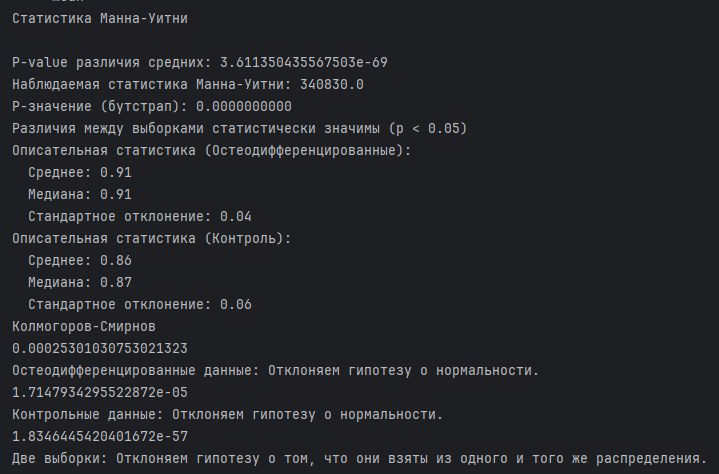 Статистика Манна-Уитни
P-value различия средних: 3.611350435567503e-69
Наблюдаемая статистика Манна-Уитни: 340830.0
P-значение (бутстрап): 0.0000000000
Различия между выборками статистически значимы (p < 0.05)
Описательная статистика (Остеодифференцированные):
  Среднее: 0.91
  Медиана: 0.91
  Стандартное отклонение: 0.04
Описательная статистика (Контроль):
  Среднее: 0.86
  Медиана: 0.87
  Стандартное отклонение: 0.06
Колмогоров-Смирнов
0.00025301030753021323
Остеодифференцированные данные: Отклоняем гипотезу о нормальности.
1.7147934295522872e-05
Контрольные данные: Отклоняем гипотезу о нормальности.
1.8346445420401672e-57
Две выборки: Отклоняем гипотезу о том, что они взяты из одного и того же распределения.